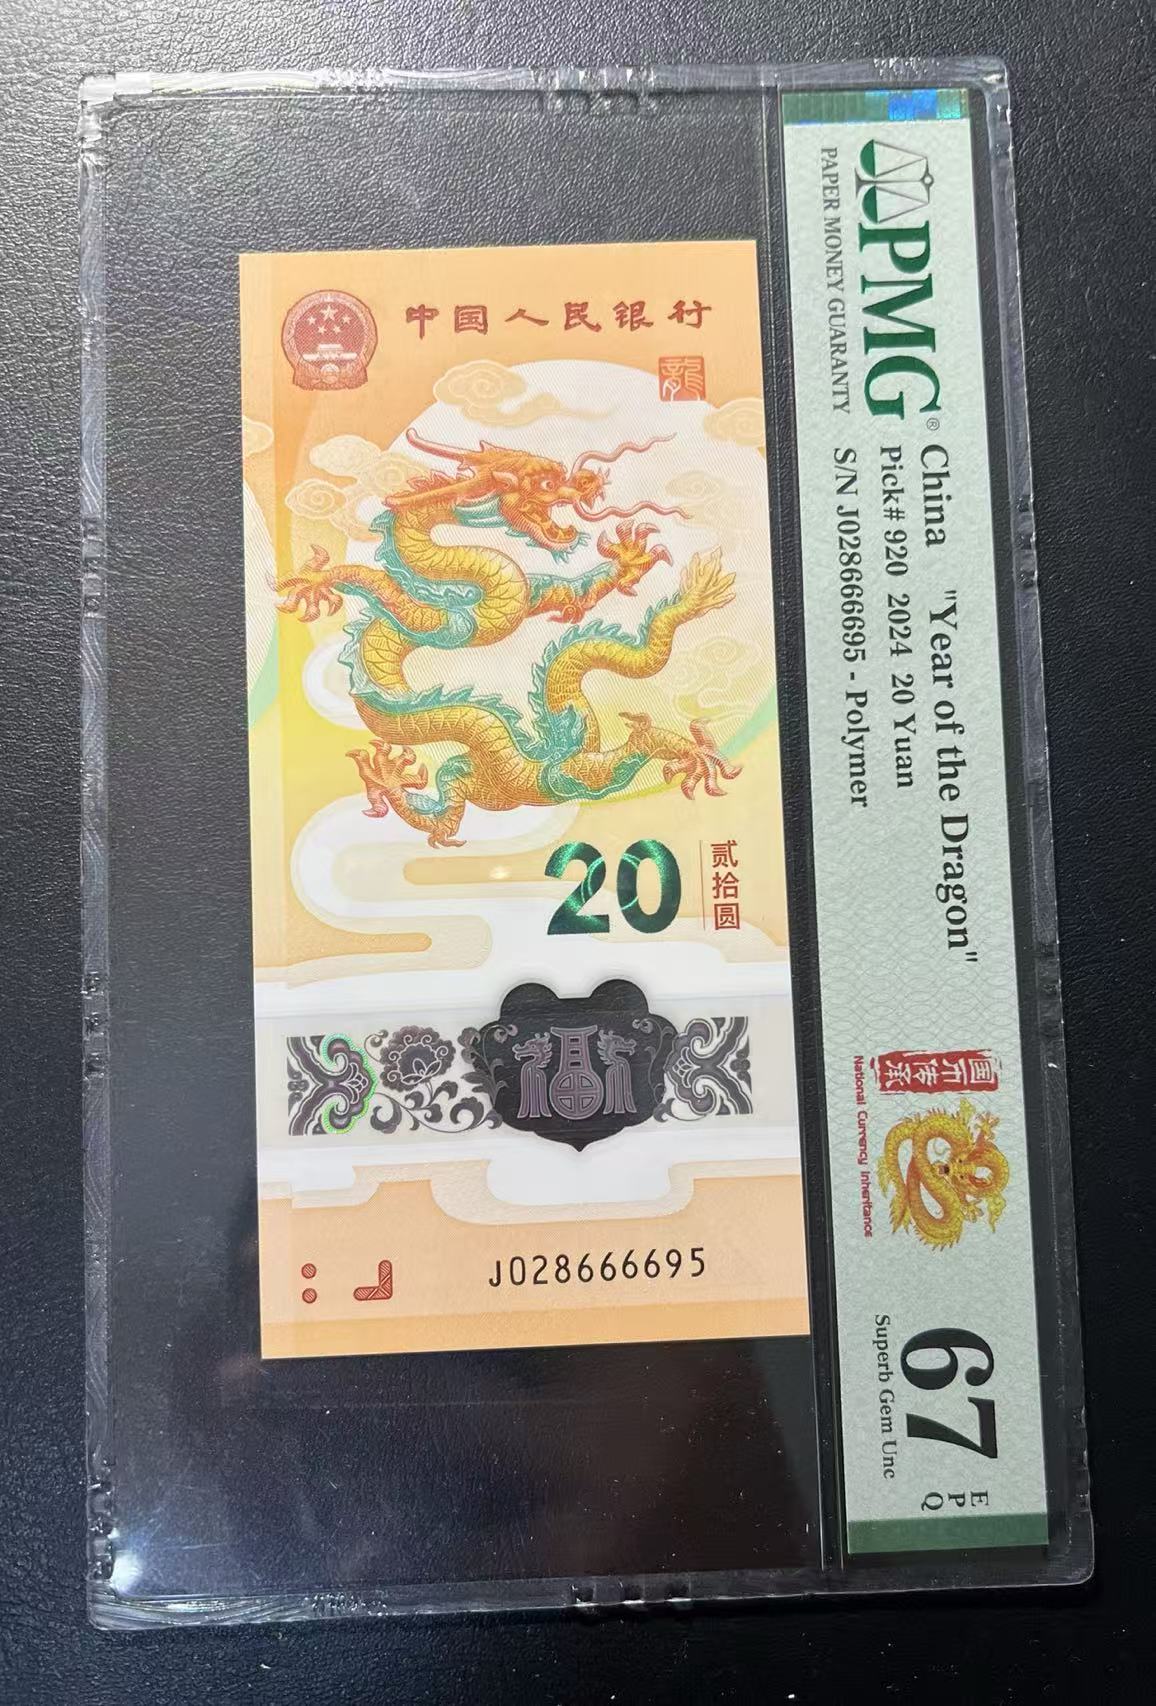 中国人民银行
龍
20
贰拾圆
福
J028666695
PMG®
PAPER MONEY GUARANTY
China "Year of the Dragon"
Pick# 920 2024 20 Yuan
S/N J028666695 - Polymer
国币传承
National Currency Inheritance
67
EPQ
Superb Gem Unc